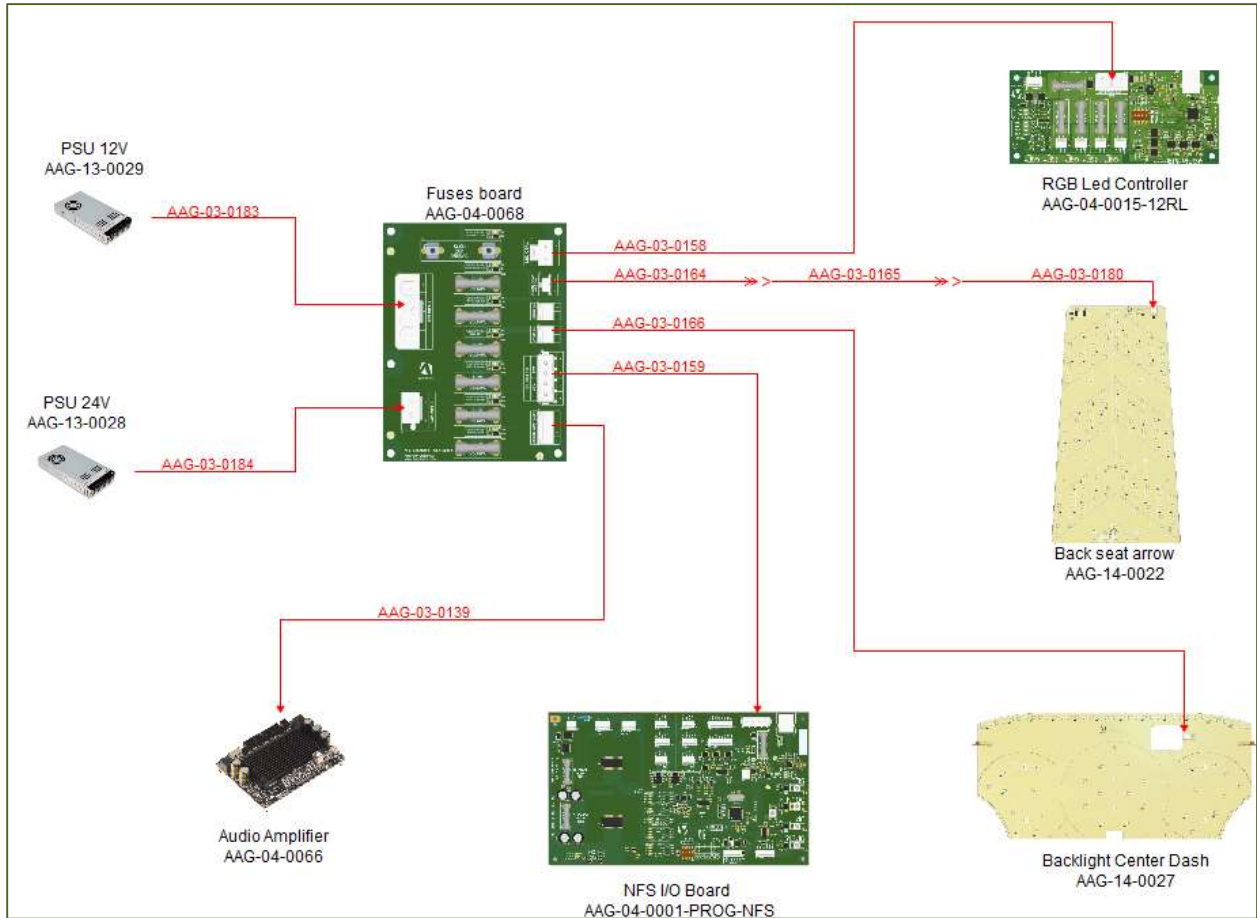 RGB Led Controller
AAG-04-0015-12RL
PSU 12V
AAG-13-0029
AAG-03-0183
Fuses board
AAG-04-0068
AAG-03-0158
AAG-03-0164
AAG-03-0165
AAG-03-0180
AAG-03-0166
AAG-03-0159
PSU 24V
AAG-13-0028
AAG-03-0184
Back seat arrow
AAG-14-0022
AAG-03-0139
Audio Amplifier
AAG-04-0066
NFS I/O Board
AAG-04-0001-PROG-NFS
Backlight Center Dash
AAG-14-0027